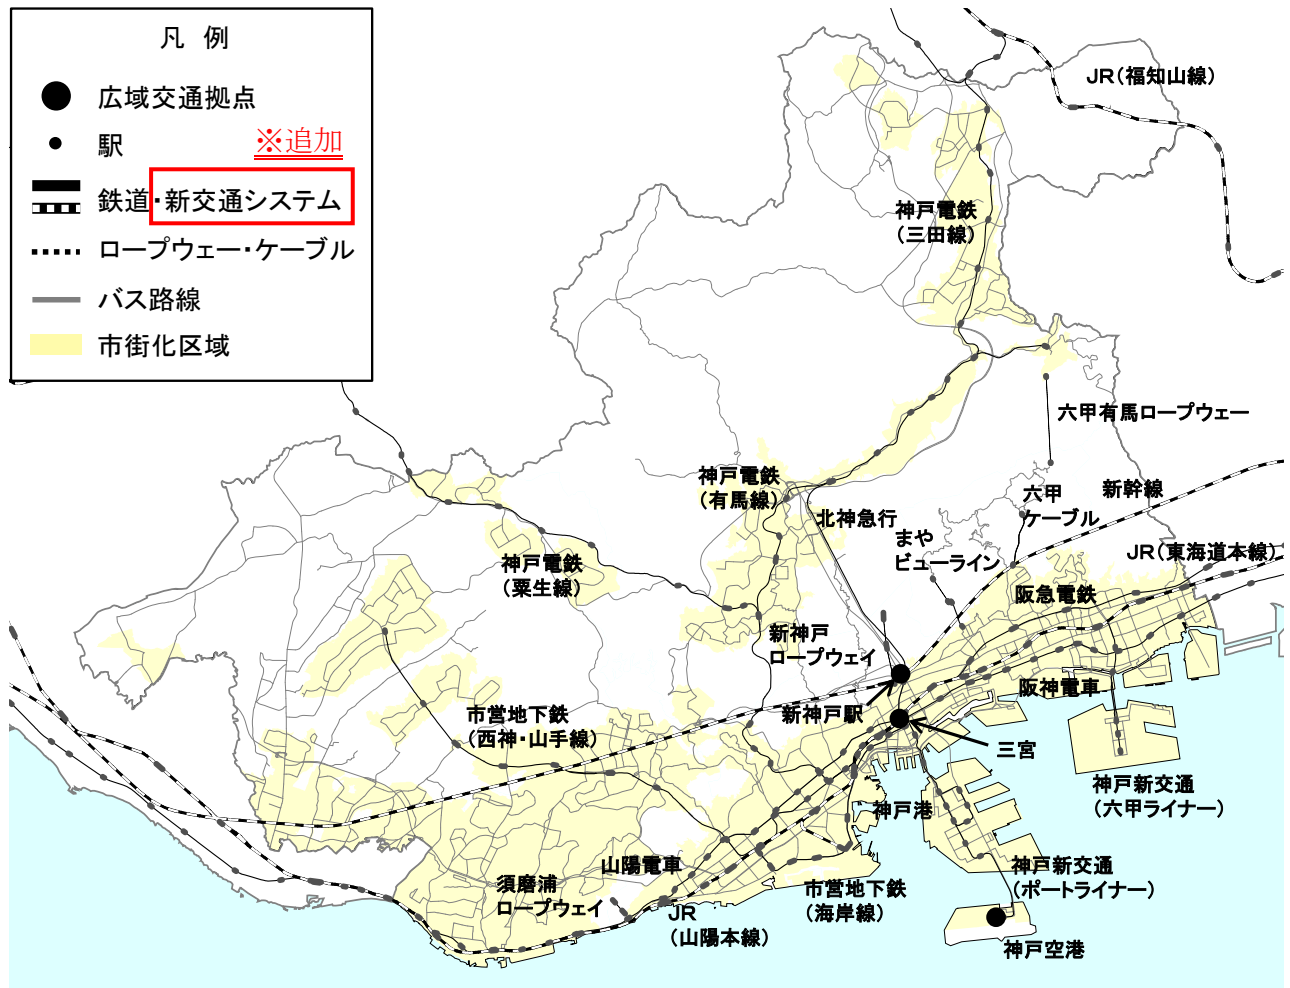 凡 例
広域交通拠点
駅
※追加
鉄道・新交通システム
ロープウェー・ケーブル
バス路線
市街化区域
JR(福知山線)
神戸電鉄
(三田線)
六甲有馬ロープウェー
神戸電鉄
(有馬線)
北神急行
六甲
ケーブル
新幹線
まや
ビューライン
JR(東海道本線)
神戸電鉄
(粟生線)
阪急電鉄
新神戸
ロープウェイ
阪神電車
新神戸駅
市営地下鉄
(西神・山手線)
三宮
神戸新交通
(六甲ライナー)
神戸港
山陽電車
神戸新交通
(ポートライナー)
須磨浦
ロープウェイ
市営地下鉄
(海岸線)
JR
(山陽本線)
神戸空港